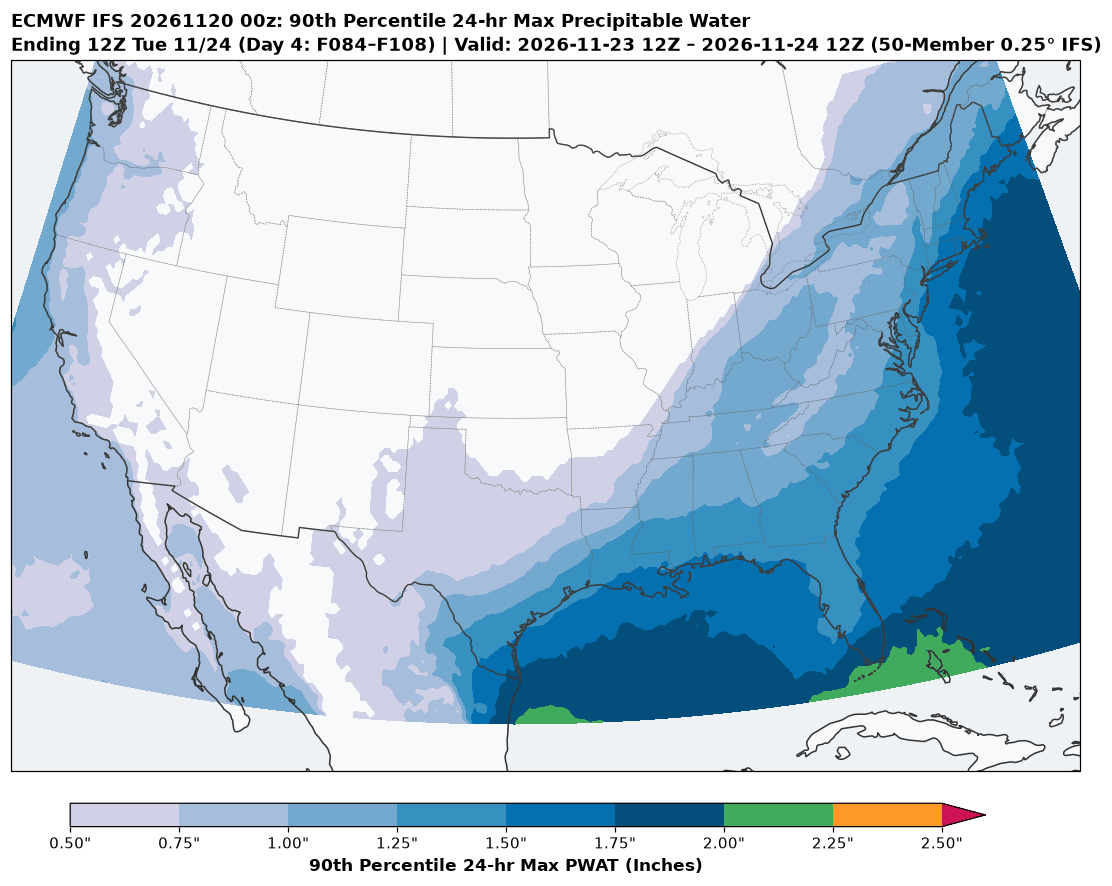 ECMWF IFS 20261120 00z: 90th Percentile 24-hr Max Precipitable Water
Ending 12Z Tue 11/24 (Day 4: F084–F108) | Valid: 2026-11-23 12Z – 2026-11-24 12Z (50-Member 0.25° IFS)
0.50" 0.75" 1.00" 1.25" 1.50" 1.75" 2.00" 2.25" 2.50"
90th Percentile 24-hr Max PWAT (Inches)